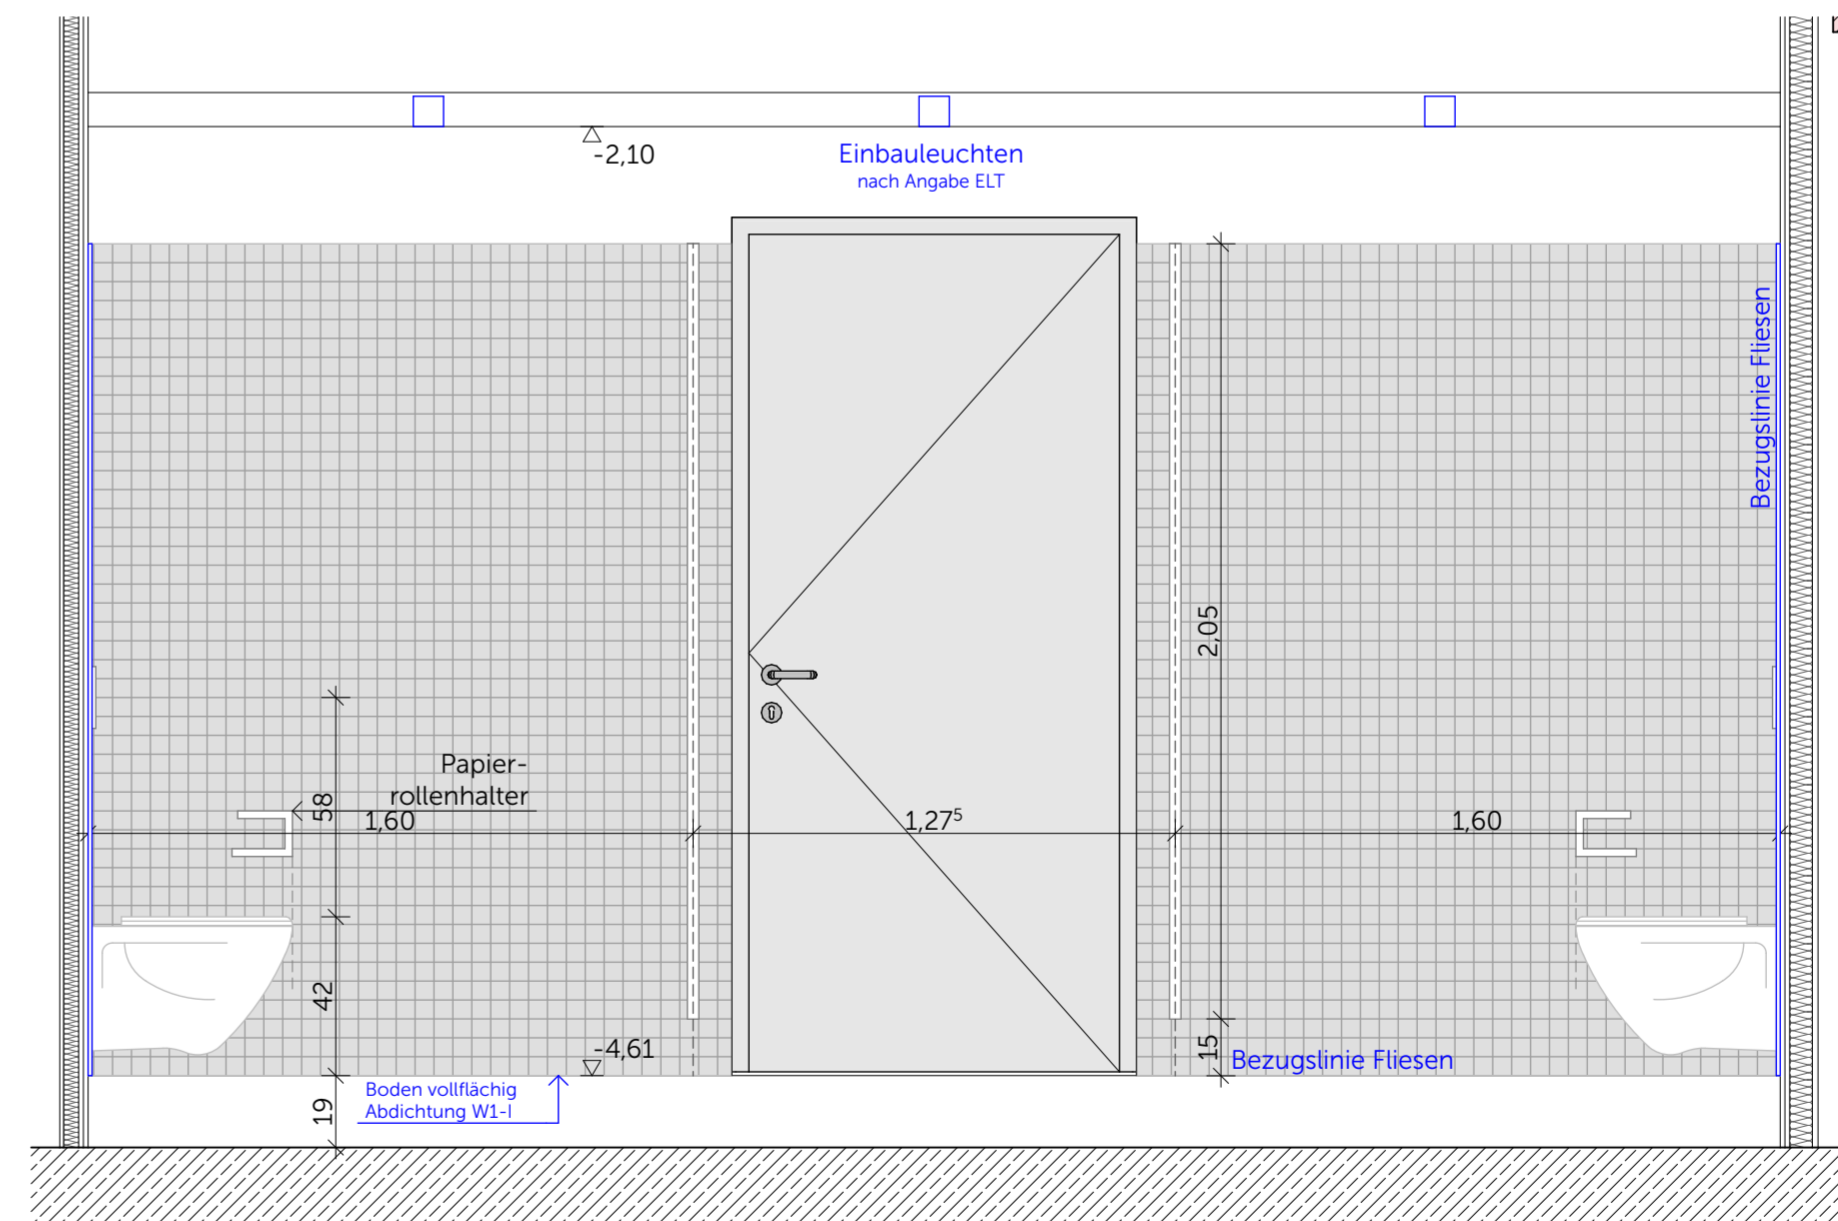 -2,10
Einbauleuchten
nach Angabe ELT
Bezugslinie Fliesen
2,05
Papier-
rollenhalter
58
1,60
1,27⁵
1,60
42
-4,61
15
Bezugslinie Fliesen
Boden vollflächig
Abdichtung W1-I
19